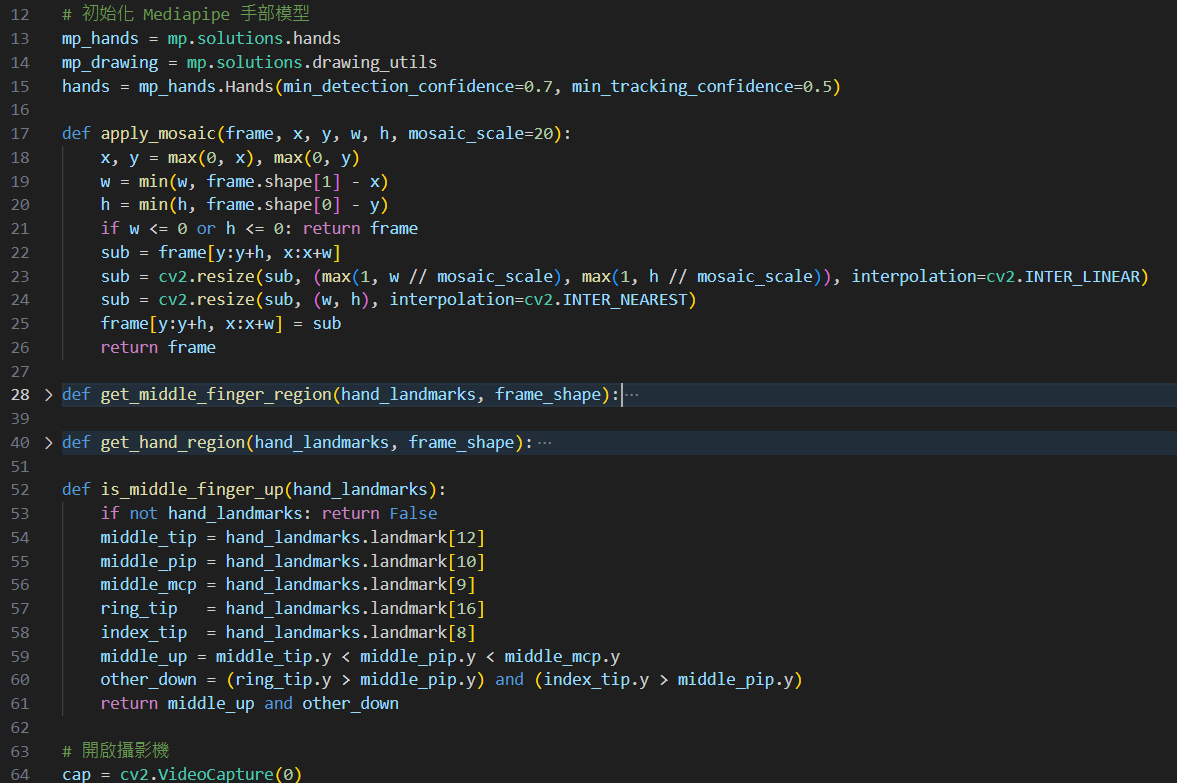 12 # 初始化 Mediapipe 手部模型
13 mp_hands = mp.solutions.hands
14 mp_drawing = mp.solutions.drawing_utils
15 hands = mp_hands.Hands(min_detection_confidence=0.7, min_tracking_confidence=0.5)
16
17 def apply_mosaic(frame, x, y, w, h, mosaic_scale=20):
18     x, y = max(0, x), max(0, y)
19     w = min(w, frame.shape[1] - x)
20     h = min(h, frame.shape[0] - y)
21     if w <= 0 or h <= 0: return frame
22     sub = frame[y:y+h, x:x+w]
23     sub = cv2.resize(sub, (max(1, w // mosaic_scale), max(1, h // mosaic_scale)), interpolation=cv2.INTER_LINEAR)
24     sub = cv2.resize(sub, (w, h), interpolation=cv2.INTER_NEAREST)
25     frame[y:y+h, x:x+w] = sub
26     return frame
27
28 def get_middle_finger_region(hand_landmarks, frame_shape):···
39
40 def get_hand_region(hand_landmarks, frame_shape):···
51
52 def is_middle_finger_up(hand_landmarks):
53     if not hand_landmarks: return False
54     middle_tip = hand_landmarks.landmark[12]
55     middle_pip = hand_landmarks.landmark[10]
56     middle_mcp = hand_landmarks.landmark[9]
57     ring_tip   = hand_landmarks.landmark[16]
58     index_tip  = hand_landmarks.landmark[8]
59     middle_up = middle_tip.y < middle_pip.y < middle_mcp.y
60     other_down = (ring_tip.y > middle_pip.y) and (index_tip.y > middle_pip.y)
61     return middle_up and other_down
62
63 # 開啟攝影機
64 cap = cv2.VideoCapture(0)